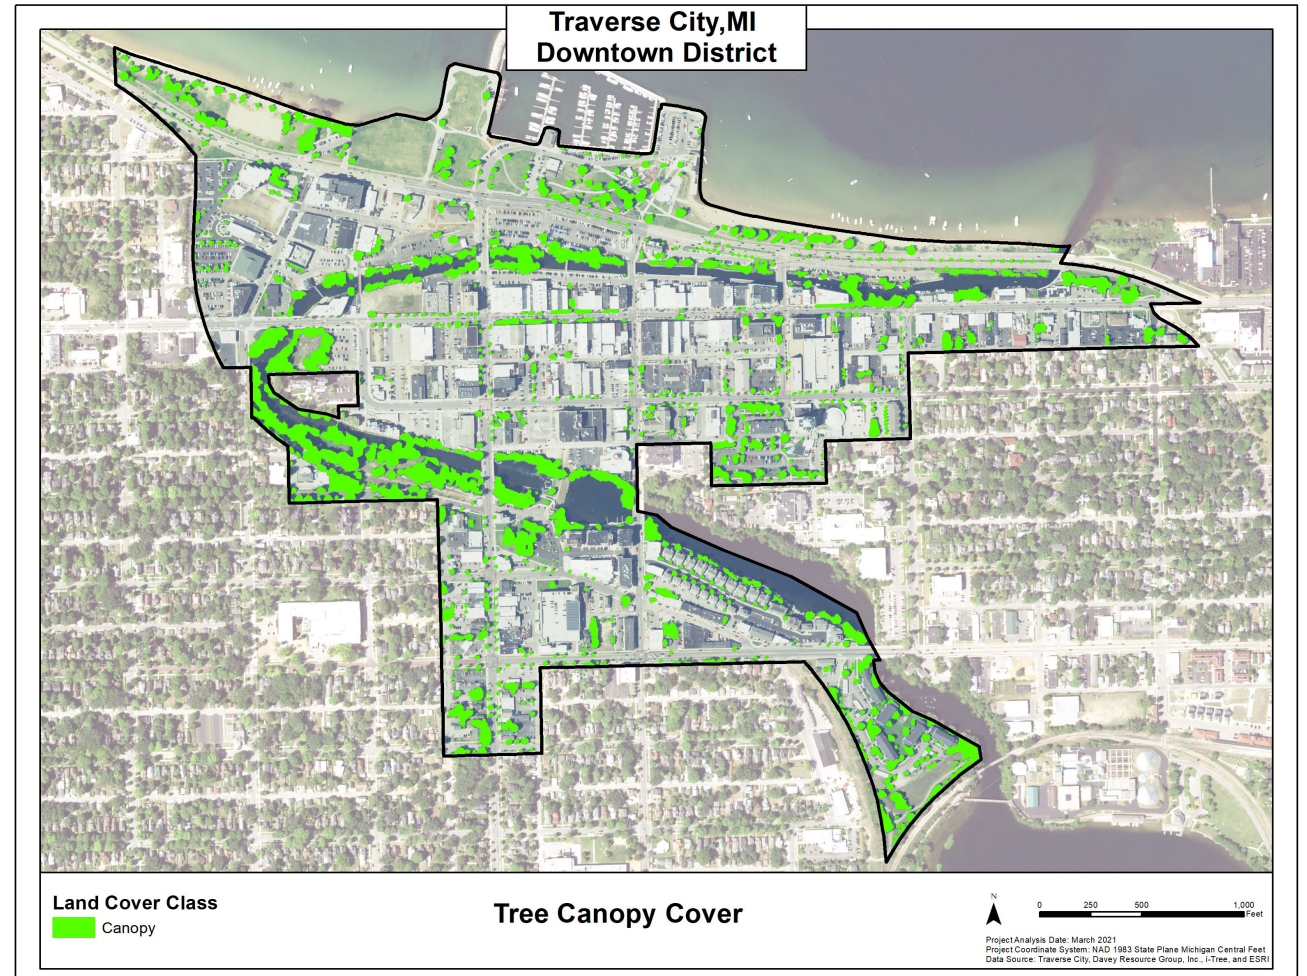 Traverse City,MI
Downtown District
Land Cover Class
Canopy
Tree Canopy Cover
N
0 250 500 1,000
Feet
Project Analysis Date: March 2021
Project Coordinate System: NAD 1983 State Plane Michigan Central Feet
Data Source: Traverse City, Davey Resource Group, Inc., i-Tree, and ESRI